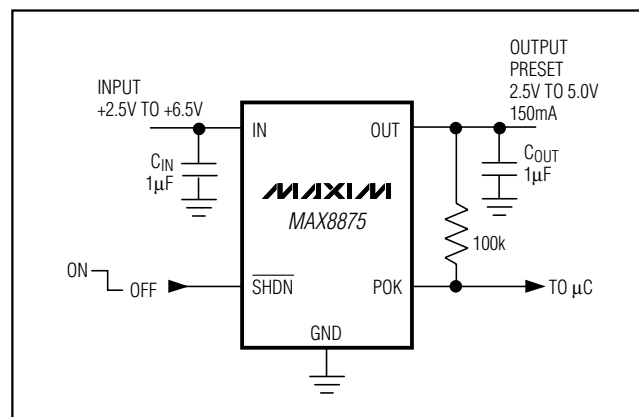 INPUT
+2.5V TO +6.5V
CIN
1μF
ON
OFF
IN
OUT
MAXIM
MAX8875
SHDN
POK
GND
OUTPUT
PRESET
2.5V TO 5.0V
150mA
COUT
1μF
100k
TO μC